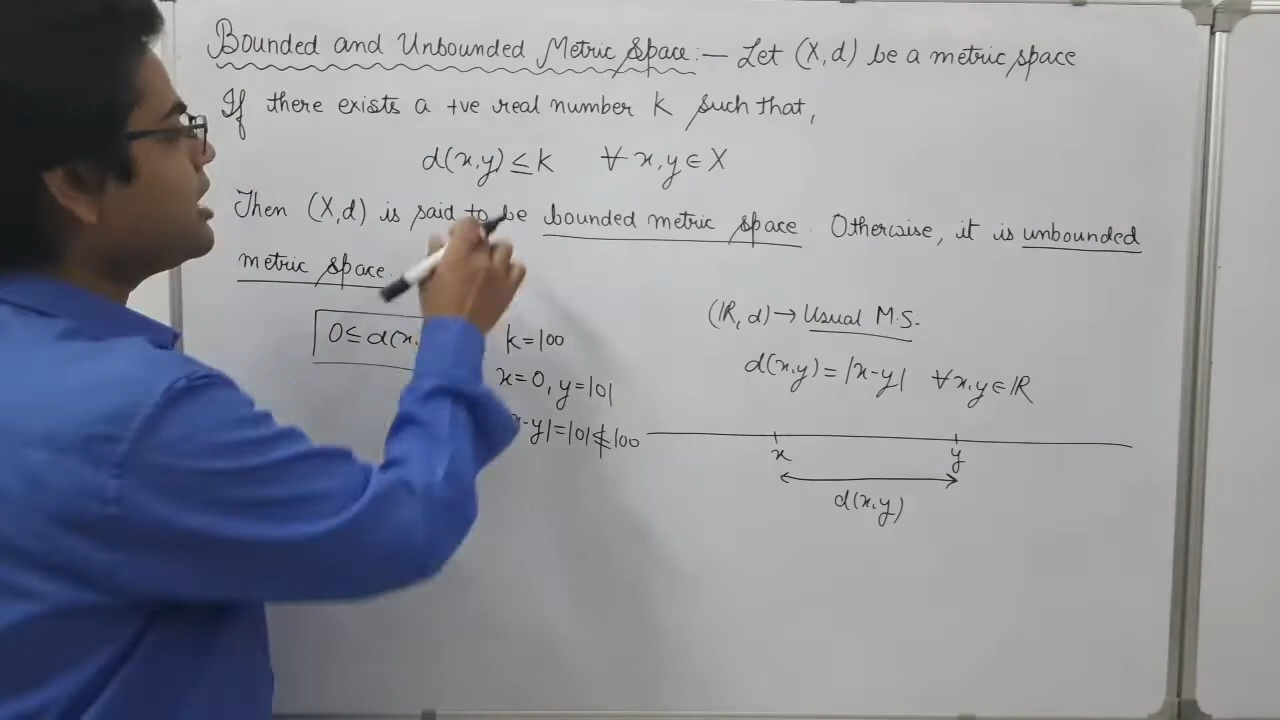 Bounded and Unbounded Metric Space:— Let (X,d) be a metric space
If there exists a +ve real number k such that,
d(x,y) ≤ k ∀ x,y ∈ X
Then (X,d) is said to be bounded metric space. Otherwise, it is unbounded
metric space.
0 ≤ d(x,
k=100
x=0, y=101
-y|=101≰100
(ℝ,d) → Usual M.S.
d(x,y) = |x-y| ∀ x,y ∈ ℝ
x y
d(x,y)